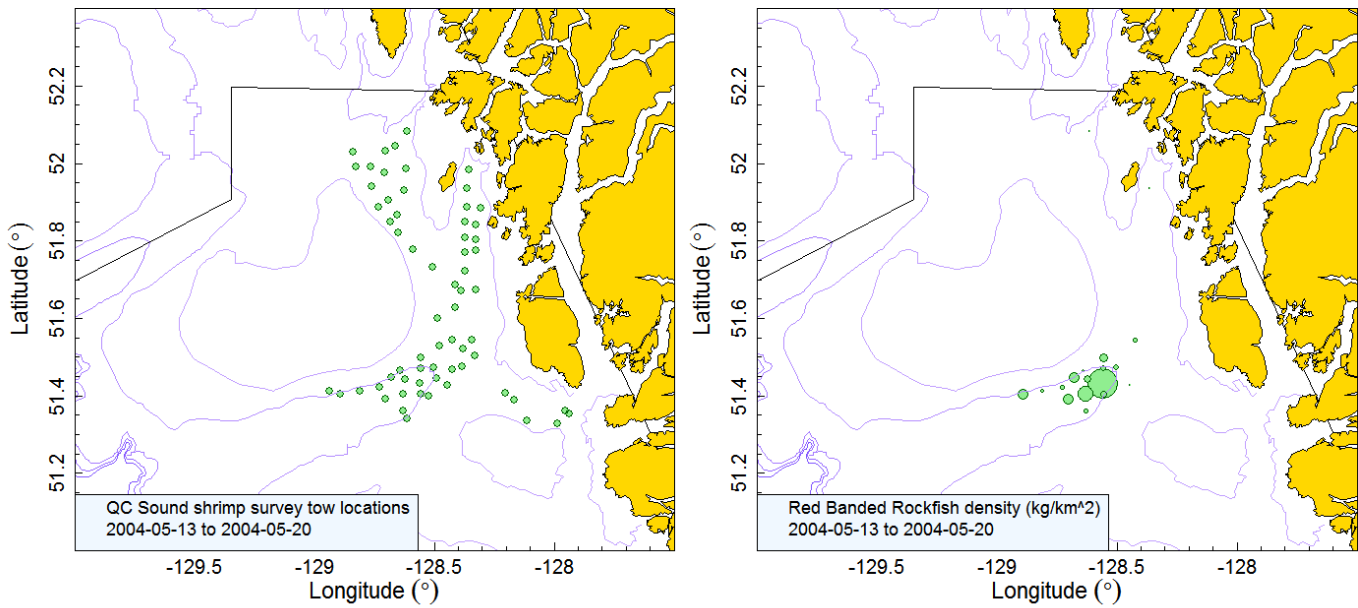 52.2
52
51.8
51.6
51.4
51.2
Latitude (°)
QC Sound shrimp survey tow locations
2004-05-13 to 2004-05-20
-129.5
-129
-128.5
-128
Longitude (°)
52.2
52
51.8
51.6
51.4
51.2
Latitude (°)
Red Banded Rockfish density (kg/km^2)
2004-05-13 to 2004-05-20
-129.5
-129
-128.5
-128
Longitude (°)